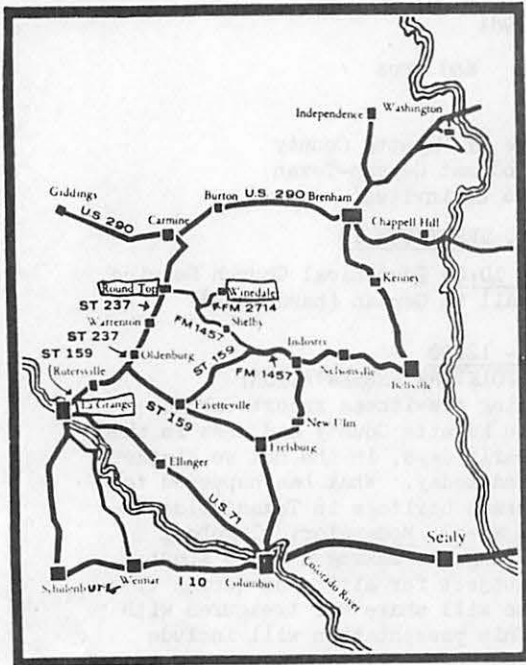 Washington
Independence
Giddings
Burton U.S. 290 Brenham
US 290
Carmine
Chappell Hill
Round Top
Winedale
Kenney
ST 237
FM 2714
Warrenton
Shelby
FM 1457
ST 237
Oldenburg
ST 159
Industry
ST 159
Nelsonville
Rutersville
FM 1457
Bellville
La Grange
ST 159
Fayetteville
New Ulm
Frelsburg
Ellinger
U.S. 71
Sealy
Schulenburg
Weimar
I 10
Columbus
Colorado River